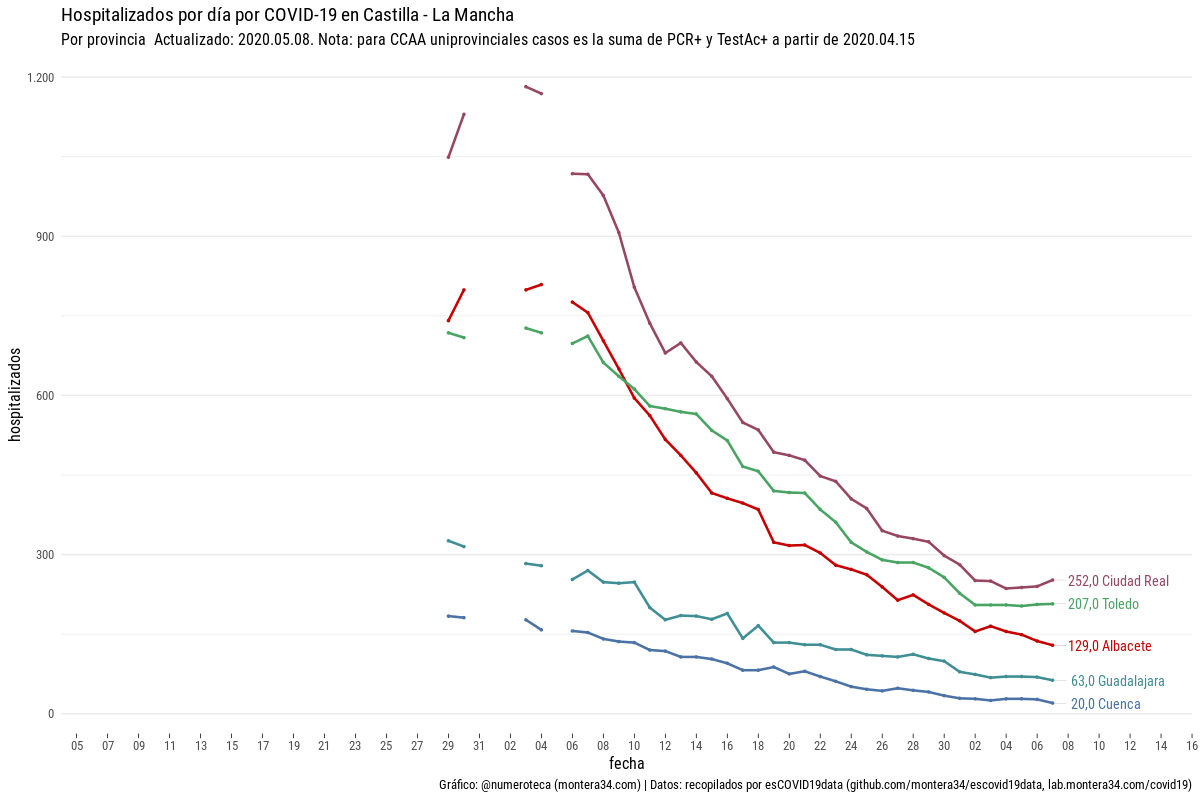 Hospitalizados por día por COVID-19 en Castilla - La Mancha
Por provincia  Actualizado: 2020.05.08. Nota: para CCAA uniprovinciales casos es la suma de PCR+ y TestAc+ a partir de 2020.04.15
hospitalizados
1.200
900
600
300
0
252,0 Ciudad Real
207,0 Toledo
129,0 Albacete
63,0 Guadalajara
20,0 Cuenca
05 07 09 11 13 15 17 19 21 23 25 27 29 31 02 04 06 08 10 12 14 16 18 20 22 24 26 28 30 02 04 06 08 10 12 14 16
fecha
Gráfico: @numeroteca (montera34.com) | Datos: recopilados por esCOVID19data (github.com/montera34/escovid19data, lab.montera34.com/covid19)